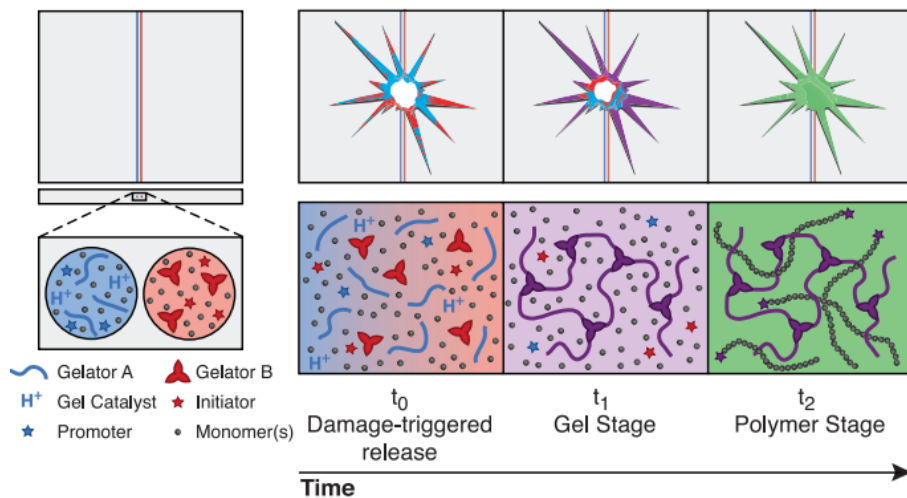 H⁺
H⁺
H⁺
Gelator A
Gelator B
H⁺ Gel Catalyst
Initiator
Promoter
Monomer(s)
H⁺
H⁺
H⁺
t₀
Damage-triggered
release
t₁
Gel Stage
t₂
Polymer Stage
Time